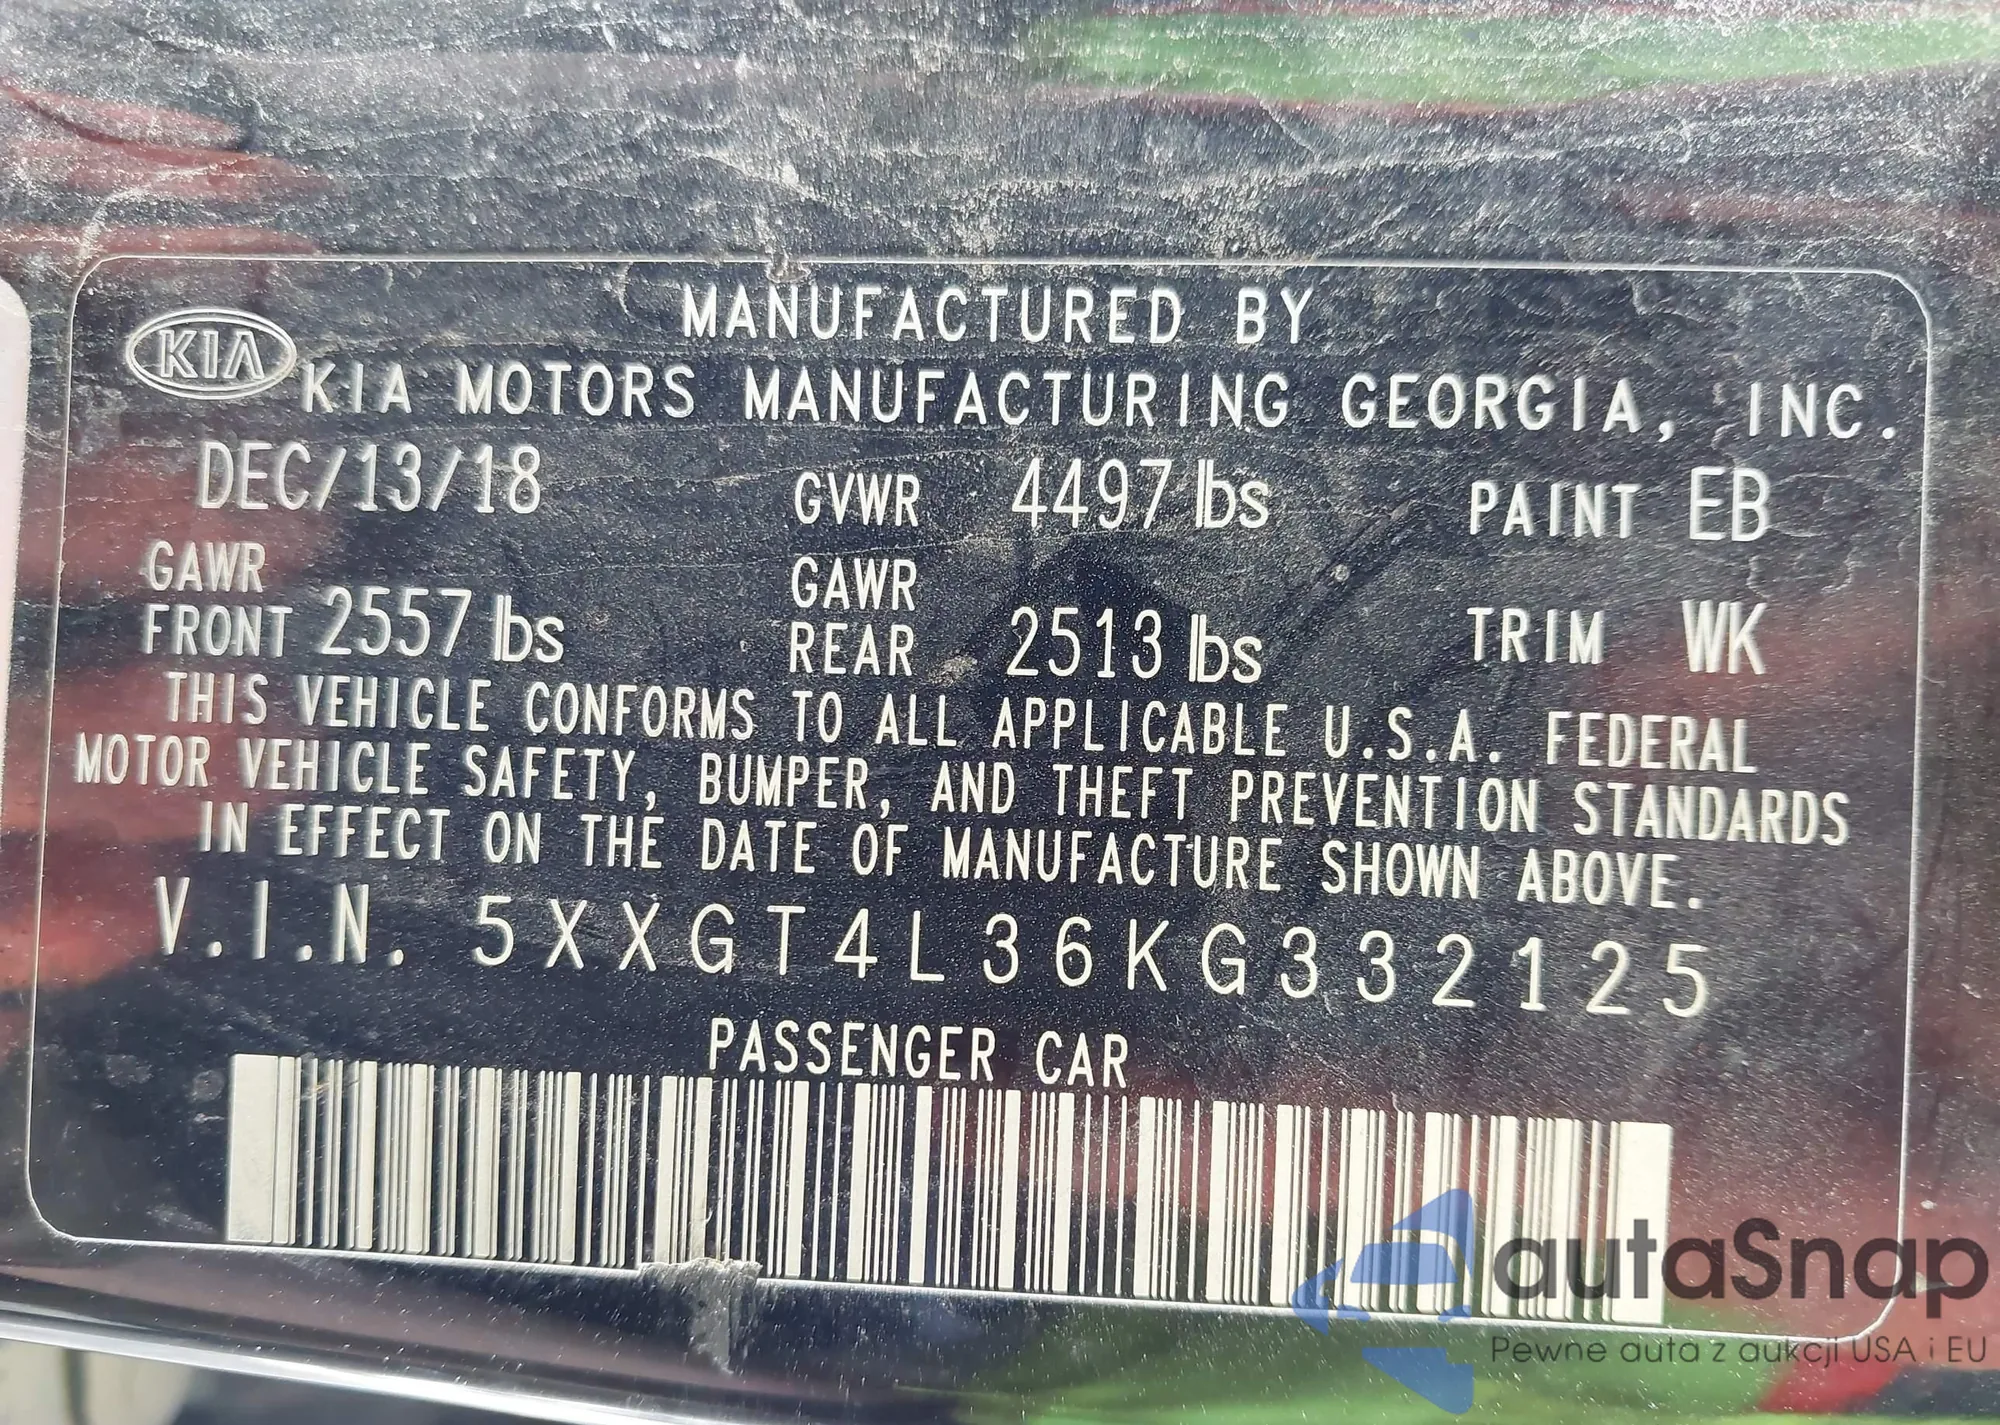 MANUFACTURED BY
KIA
KIA MOTORS MANUFACTURING GEORGIA, INC.
DEC/13/18 GVWR 4497 lbs PAINT EB
GAWR FRONT 2557 lbs GAWR REAR 2513 lbs TRIM WK
THIS VEHICLE CONFORMS TO ALL APPLICABLE U.S.A. FEDERAL
MOTOR VEHICLE SAFETY, BUMPER, AND THEFT PREVENTION STANDARDS
IN EFFECT ON THE DATE OF MANUFACTURE SHOWN ABOVE.
V.I.N. 5XXGT4L36KG332125
PASSENGER CAR
autaSnap
Pewne auta z aukcji USA i EU